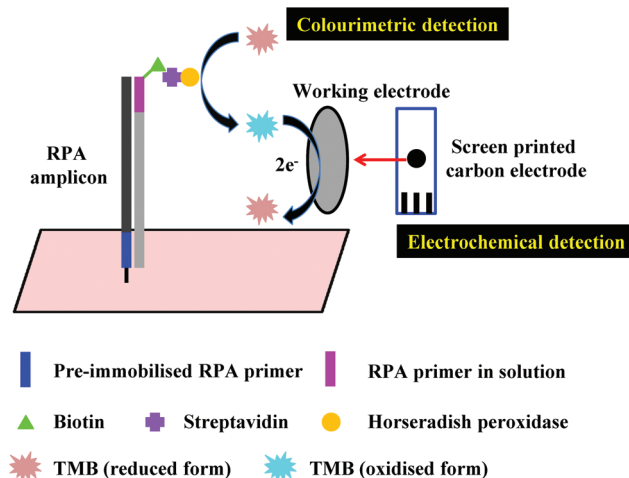 Colourimetric detection
Working electrode
RPA
amplicon
2e-
Screen printed
carbon electrode
Electrochemical detection
Pre-immobilised RPA primer
RPA primer in solution
Biotin
Streptavidin
Horseradish peroxidase
TMB (reduced form)
TMB (oxidised form)